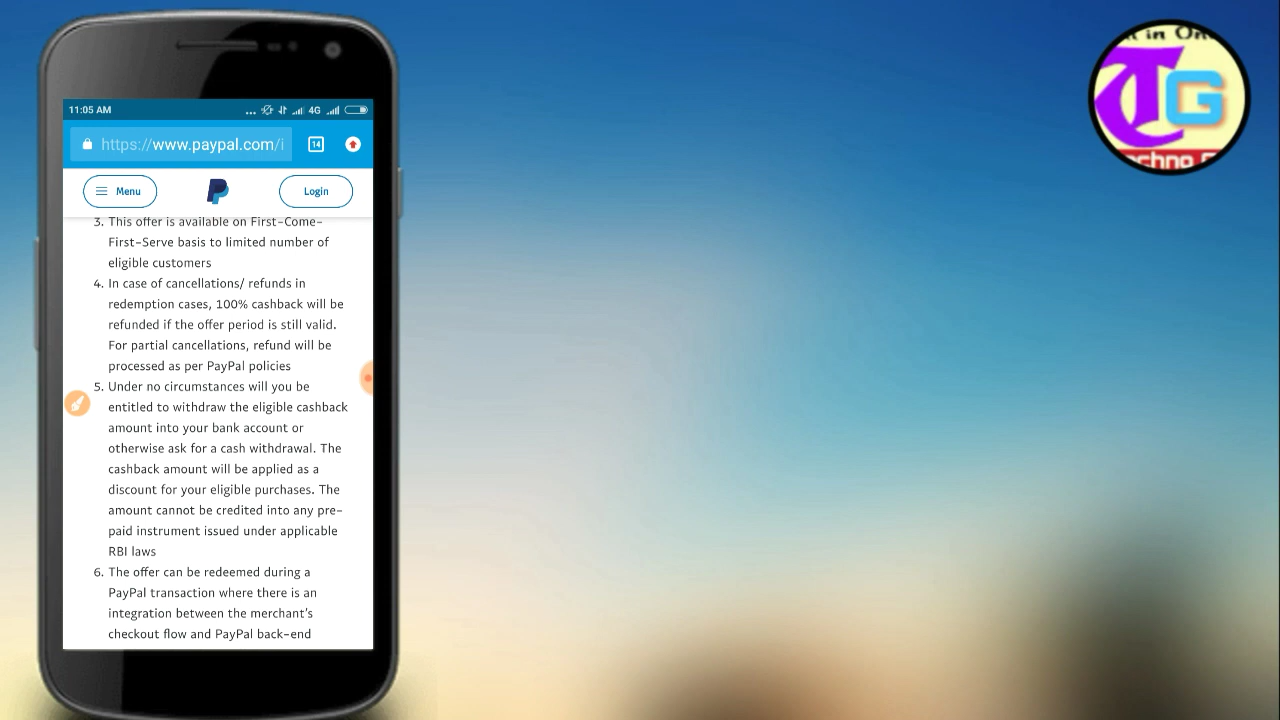 11:05 AM
4G
https://www.paypal.com/i
14
Menu
Login
3. This offer is available on First-Come-
First-Serve basis to limited number of
eligible customers
4. In case of cancellations/ refunds in
redemption cases, 100% cashback will be
refunded if the offer period is still valid.
For partial cancellations, refund will be
processed as per PayPal policies
5. Under no circumstances will you be
entitled to withdraw the eligible cashback
amount into your bank account or
otherwise ask for a cash withdrawal. The
cashback amount will be applied as a
discount for your eligible purchases. The
amount cannot be credited into any pre-
paid instrument issued under applicable
RBI laws
6. The offer can be redeemed during a
PayPal transaction where there is an
integration between the merchant's
checkout flow and PayPal back-end
in On
TG